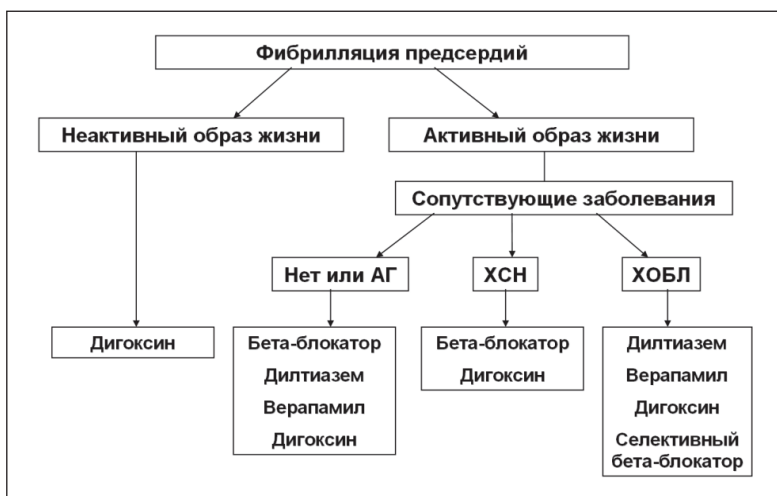 Фибрилляция предсердий
Неактивный образ жизни
Активный образ жизни
Сопутствующие заболевания
Нет или АГ
ХСН
ХОБЛ
Дигоксин
Бета-блокатор
Дилтиазем
Верапамил
Дигоксин
Бета-блокатор
Дигоксин
Дилтиазем
Верапамил
Дигоксин
Селективный
бета-блокатор